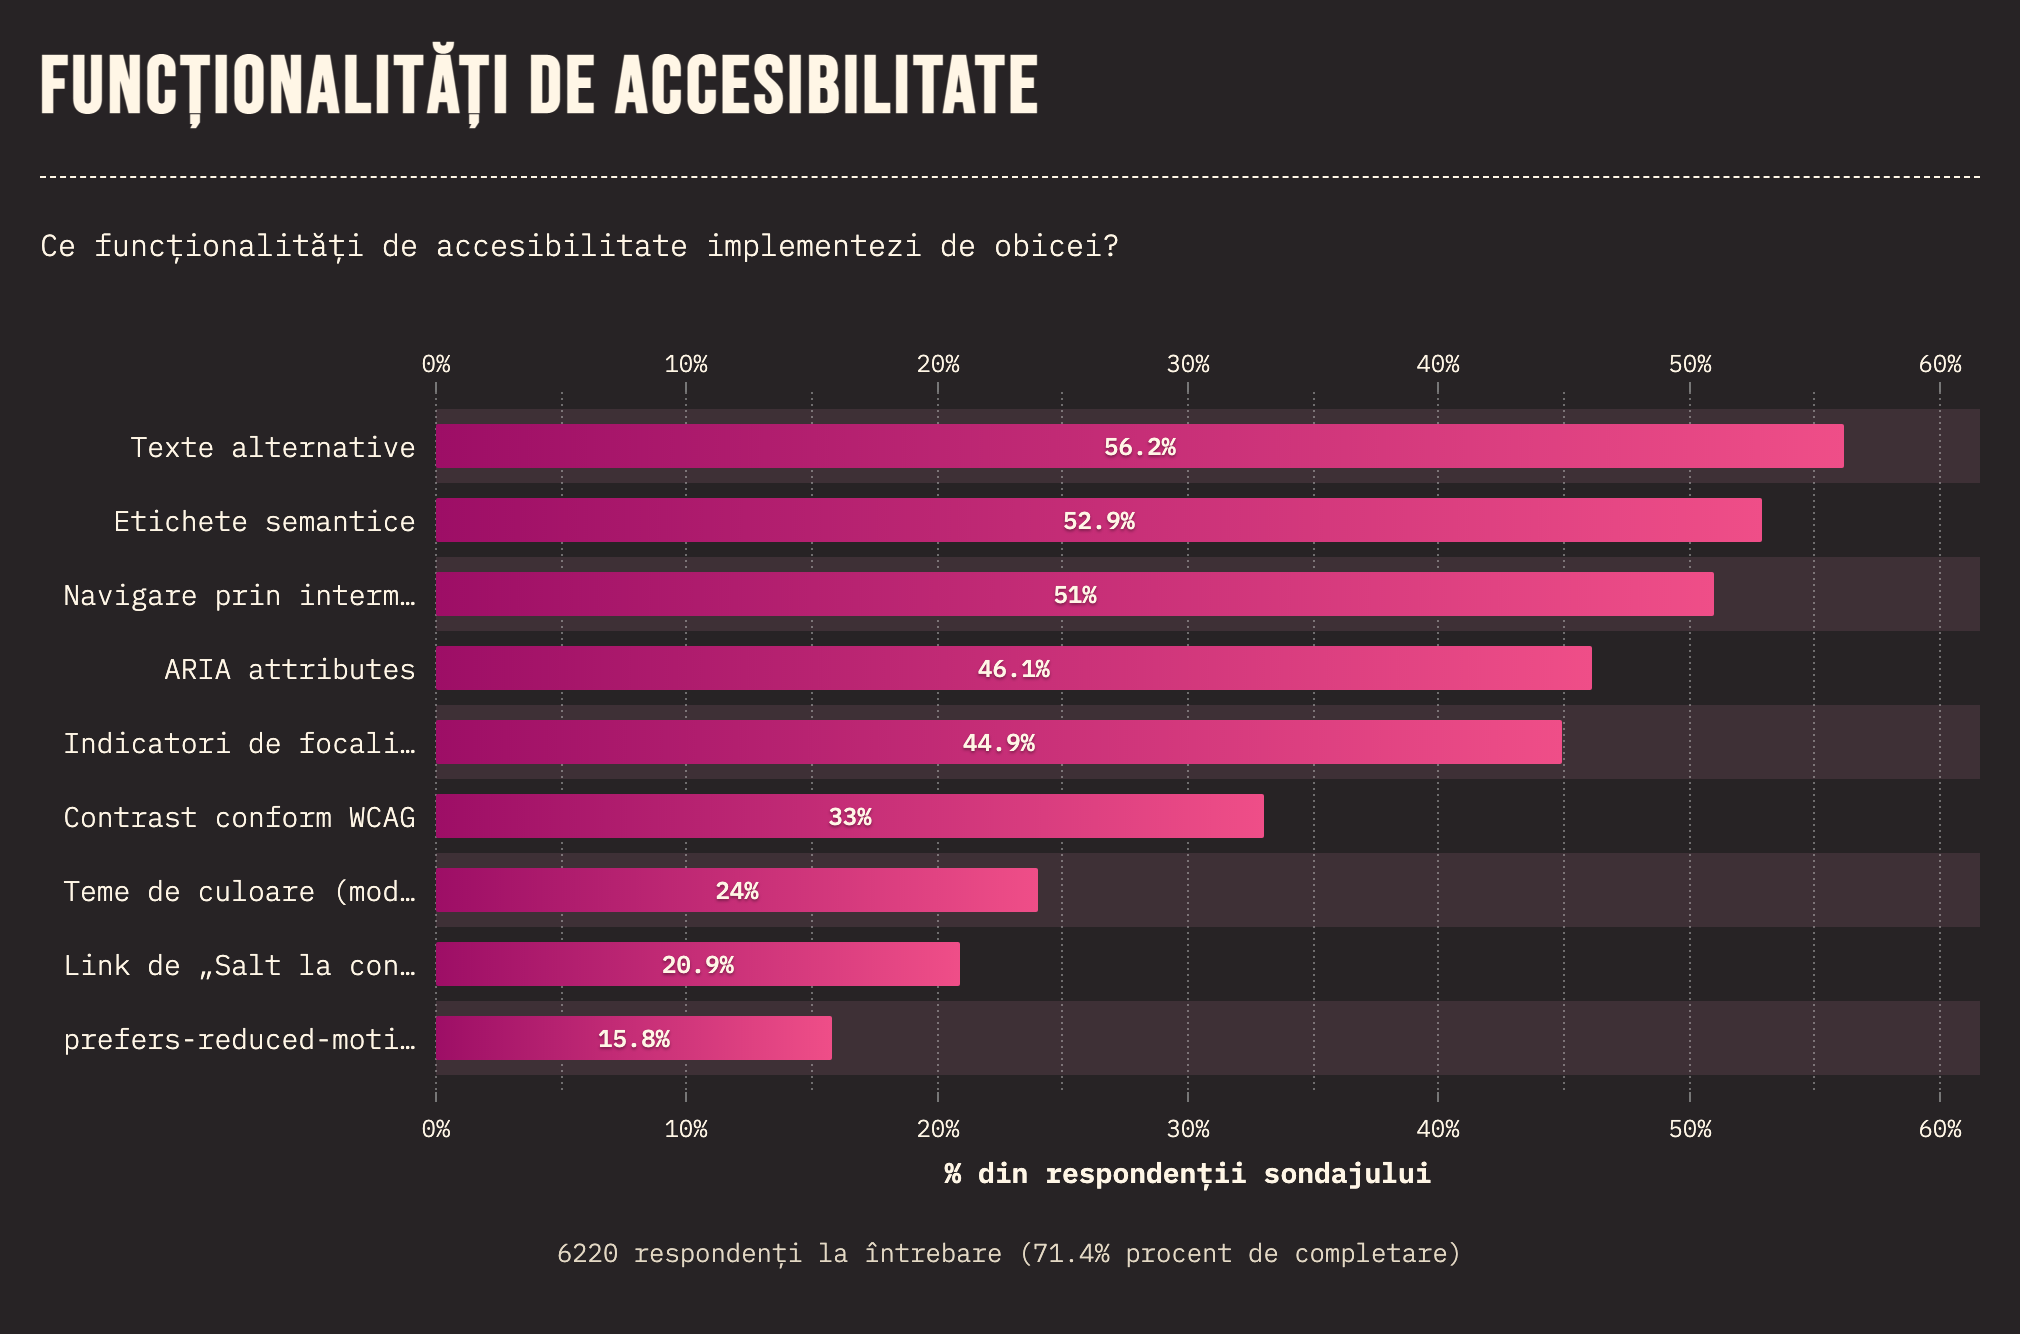 FUNCȚIONALITĂȚI DE ACCESIBILITATE
Ce funcționalități de accesibilitate implementezi de obicei?
0% 10% 20% 30% 40% 50% 60%
Texte alternative 56.2%
Etichete semantice 52.9%
Navigare prin interm… 51%
ARIA attributes 46.1%
Indicatori de focali… 44.9%
Contrast conform WCAG 33%
Teme de culoare (mod… 24%
Link de „Salt la con… 20.9%
prefers-reduced-moti… 15.8%
0% 10% 20% 30% 40% 50% 60%
% din respondenții sondajului
6220 respondenți la întrebare (71.4% procent de completare)